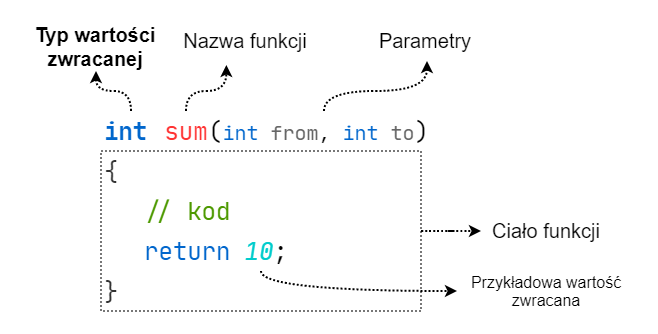 Typ wartości
zwracanej
Nazwa funkcji
Parametry
int sum(int from, int to)
{
// kod
return 10;
}
Ciało funkcji
Przykładowa wartość
zwracana